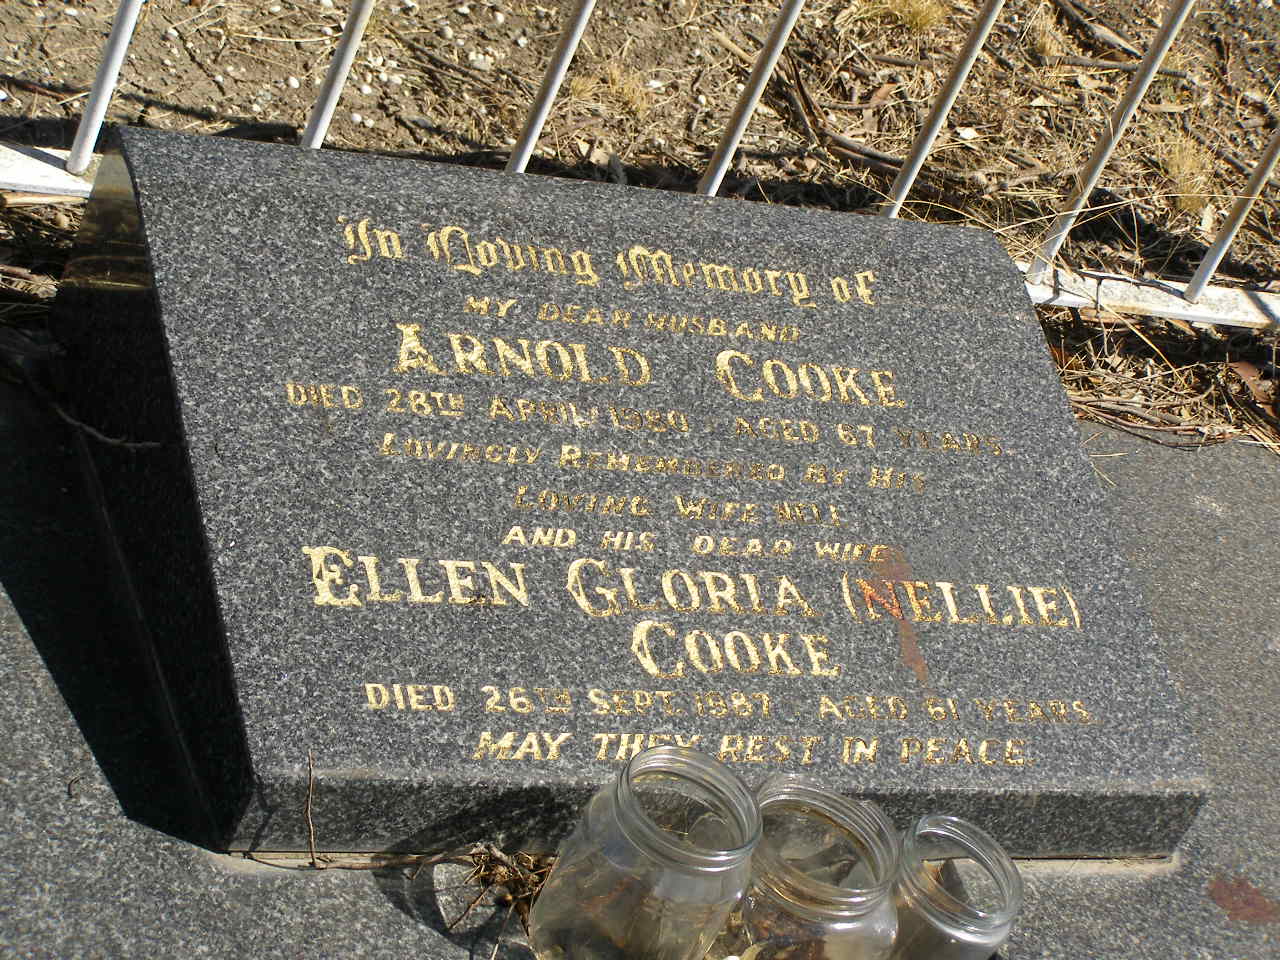 In Loving Memory of
MY DEAR HUSBAND
ARNOLD COOKE
DIED 28TH APRIL 1980 AGED 67 YEARS.
LOVINGLY REMEMBERED BY HIS
LOVING WIFE NELL
AND HIS DEAR WIFE
ELLEN GLORIA (NELLIE)
COOKE
DIED 26TH SEPT. 1987 AGED 61 YEARS.
MAY THEY REST IN PEACE.